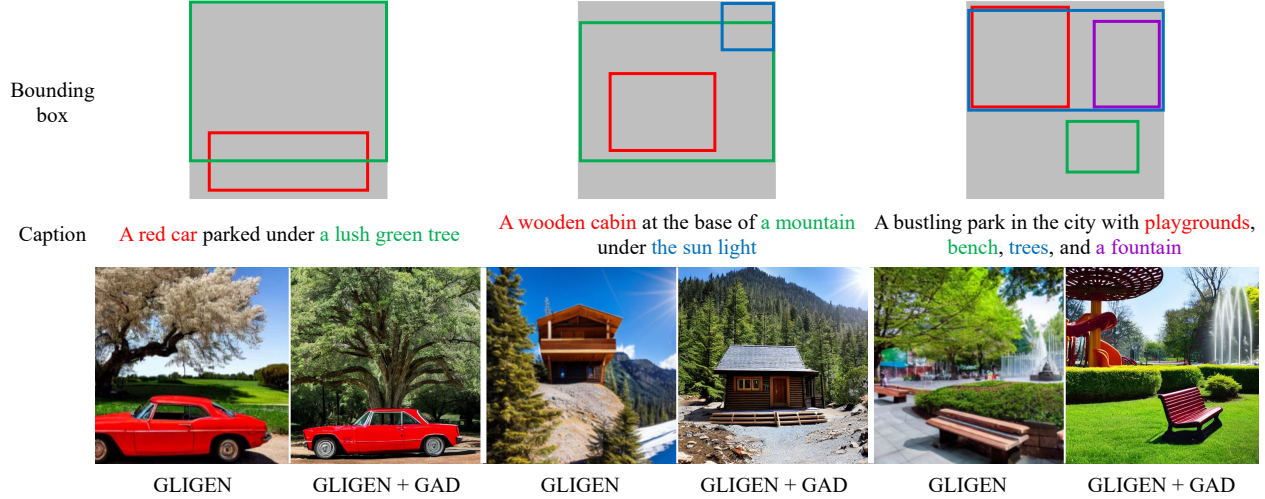 Bounding
box
Caption
A red car parked under a lush green tree
A wooden cabin at the base of a mountain
under the sun light
A bustling park in the city with playgrounds,
bench, trees, and a fountain
GLIGEN
GLIGEN + GAD
GLIGEN
GLIGEN + GAD
GLIGEN
GLIGEN + GAD